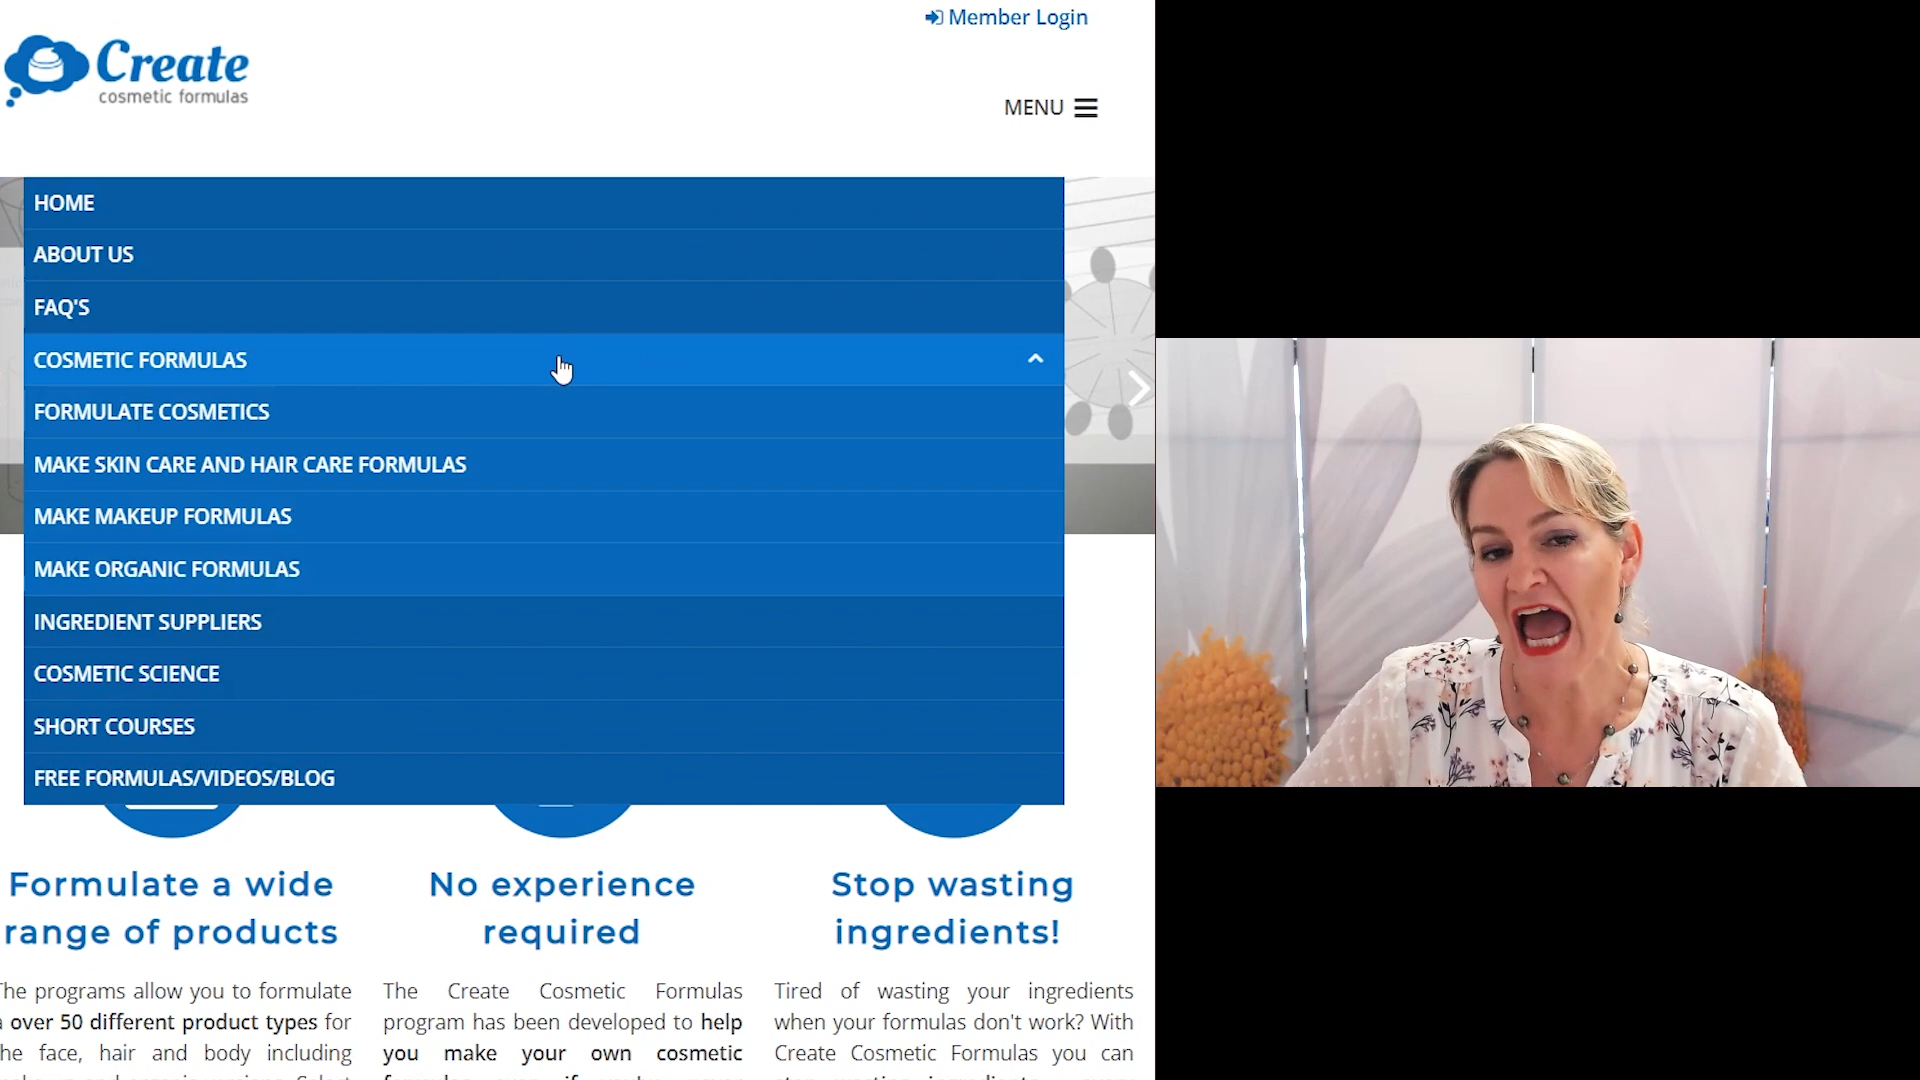 Member Login
Create
cosmetic formulas
MENU
HOME
ABOUT US
FAQ'S
COSMETIC FORMULAS
FORMULATE COSMETICS
MAKE SKIN CARE AND HAIR CARE FORMULAS
MAKE MAKEUP FORMULAS
MAKE ORGANIC FORMULAS
INGREDIENT SUPPLIERS
COSMETIC SCIENCE
SHORT COURSES
FREE FORMULAS/VIDEOS/BLOG
Formulate a wide
range of products
The programs allow you to formulate
over 50 different product types for
the face, hair and body including
No experience
required
The Create Cosmetic Formulas
program has been developed to help
you make your own cosmetic
Stop wasting
ingredients!
Tired of wasting your ingredients
when your formulas don't work? With
Create Cosmetic Formulas you can